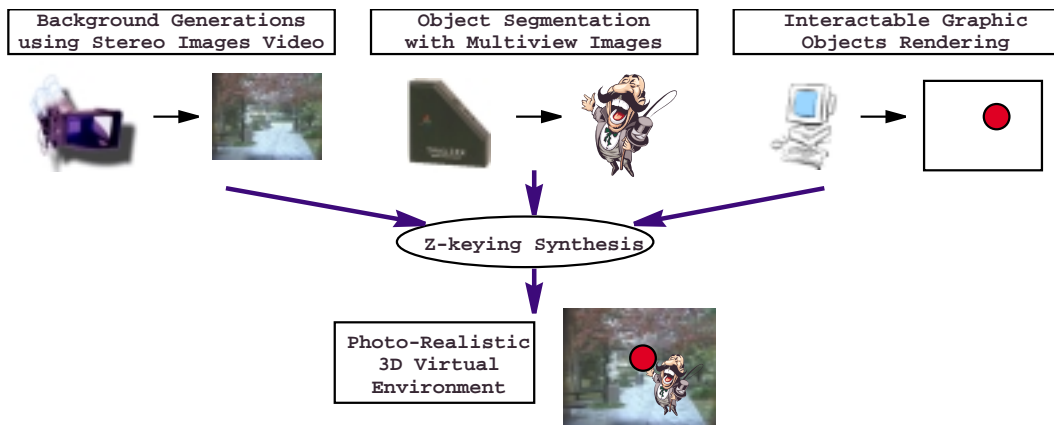 Background Generations
using Stereo Images Video
Object Segmentation
with Multiview Images
Interactable Graphic
Objects Rendering
Z-keying Synthesis
Photo-Realistic
3D Virtual
Environment